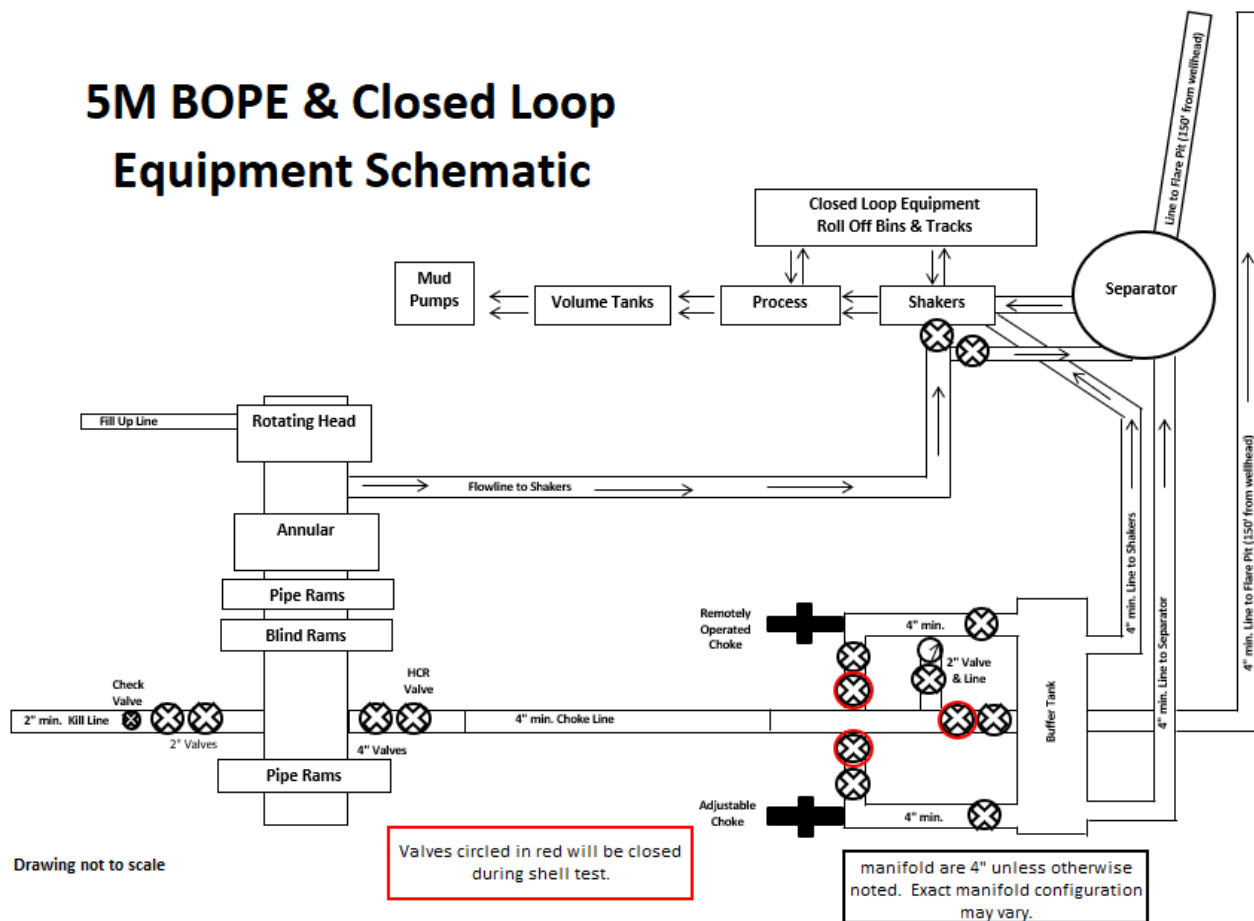 5M BOPE & Closed Loop
Equipment Schematic
Closed Loop Equipment
Roll Off Bins & Tracks
Mud
Pumps
Volume Tanks
Process
Shakers
Separator
Line to Flare Pit (150' from wellhead)
Fill Up Line
Rotating Head
Flowline to Shakers
Annular
Pipe Rams
Blind Rams
Check
Valve
2" min. Kill Line
2" Valves
HCR
Valve
4" Valves
4" min. Choke Line
Pipe Rams
Remotely
Operated
Choke
4" min.
2" Valve
& Line
Adjustable
Choke
4" min.
Buffer Tank
4" min. Line to Shakers
4" min. Line to Separator
4" min. Line to Flare Pit (150' from wellhead)
Drawing not to scale
Valves circled in red will be closed
during shell test.
manifold are 4" unless otherwise
noted. Exact manifold configuration
may vary.